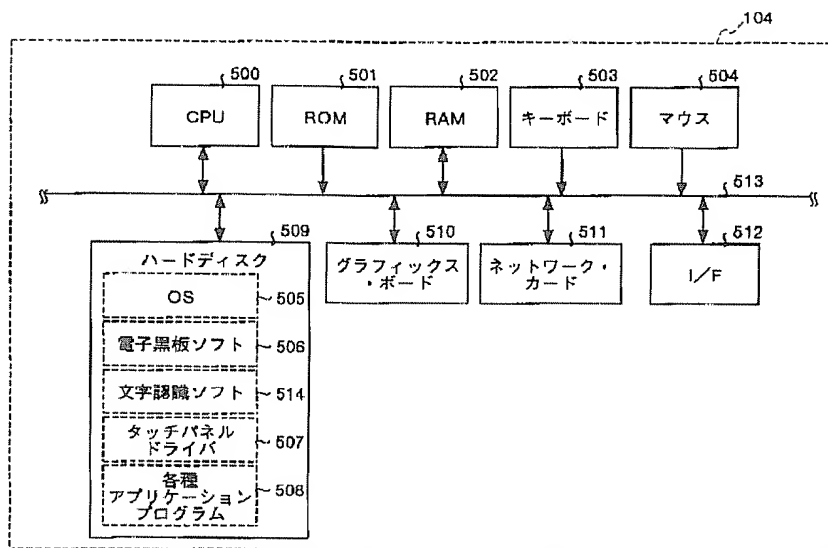 104
500
501
502
503
504
CPU
ROM
RAM
キーボード
マウス
513
509
510
511
512
ハードディスク
グラフィックス
・ボード
ネットワーク・
カード
I/F
OS
505
電子黒板ソフト
506
文字認識ソフト
514
タッチパネル
ドライバ
507
各種
アプリケーション
プログラム
508